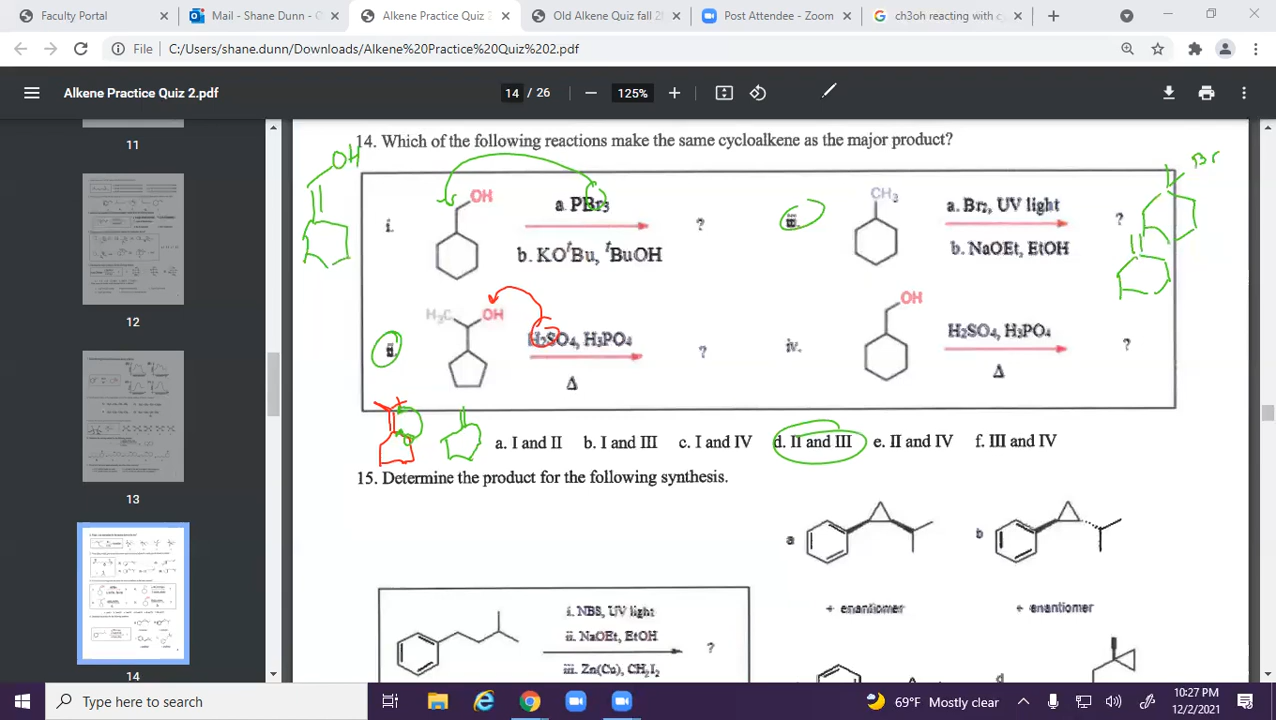 Faculty Portal
Mail - Shane Dunn - O
Alkene Practice Quiz 2
Old Alkene Quiz fall 25
Post Attendee - Zoom
ch3oh reacting with c
File C:/Users/shane.dunn/Downloads/Alkene%20Practice%20Quiz%202.pdf
Alkene Practice Quiz 2.pdf
14 / 26
125%
11
12
13
14
14. Which of the following reactions make the same cycloalkene as the major product?
OH
Br
i.
OH
a. PBr3
b. KOtBu, tBuOH
?
CH3
a. Br2, UV light
b. NaOEt, EtOH
?
H3C
OH
H2SO4, H3PO4
Δ
?
iv.
OH
H2SO4, H3PO4
Δ
?
a. I and II b. I and III c. I and IV d. II and III e. II and IV f. III and IV
15. Determine the product for the following synthesis.
a
+ enantiomer
b
+ enantiomer
i. NBS, UV light
ii. NaOEt, EtOH
iii. Zn(Cu), CH2I2
?
d
Type here to search
69°F Mostly clear
10:27 PM
12/2/2021